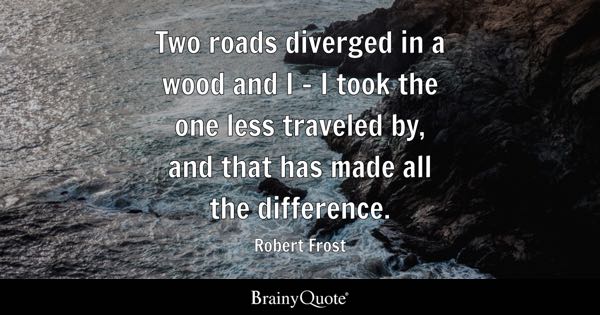 Two roads diverged in a
wood and I - I took the
one less traveled by,
and that has made all
the difference.
Robert Frost
BrainyQuote®